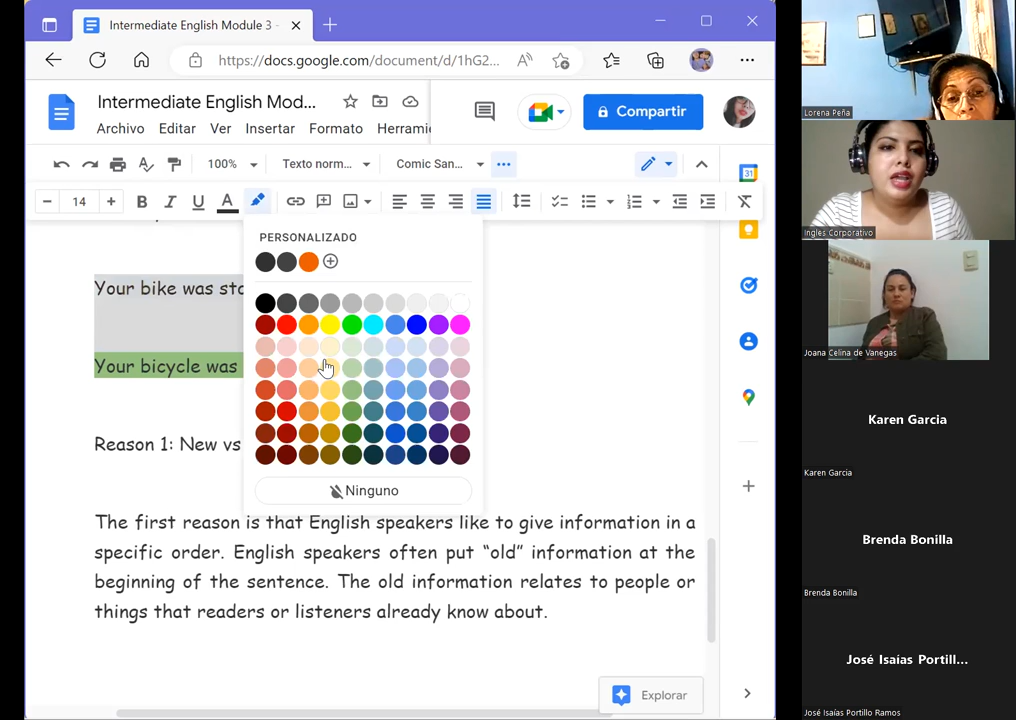 Intermediate English Module 3 -
https://docs.google.com/document/d/1hG2...
Intermediate English Mod...
Archivo Editar Ver Insertar Formato Herrami
Compartir
100% Texto norm... Comic San...
14
PERSONALIZADO
Your bike was
Your bicycle was
Ninguno
Reason 1: New vs
The first reason is that English speakers like to give information in a
specific order. English speakers often put “old” information at the
beginning of the sentence. The old information relates to people or
things that readers or listeners already know about.
Explorar
31
Lorena Peña
Ingles Corporativo
Joana Celina de Vanegas
Karen Garcia
Karen Garcia
Brenda Bonilla
Brenda Bonilla
José Isaías Portill...
José Isaías Portillo Ramos